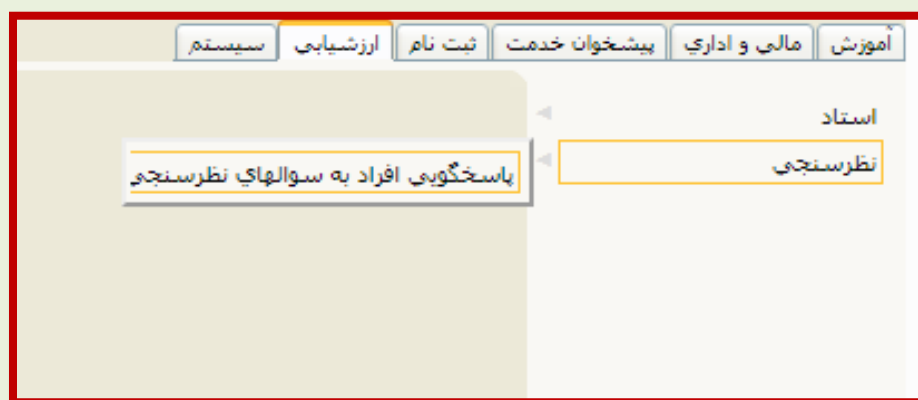 آموزش مالي و اداري پيشخوان خدمت ثبت نام ارزشيابي سيستم
استاد
نظرسنجي
پاسخگويي افراد به سوالهاي نظرسنجي